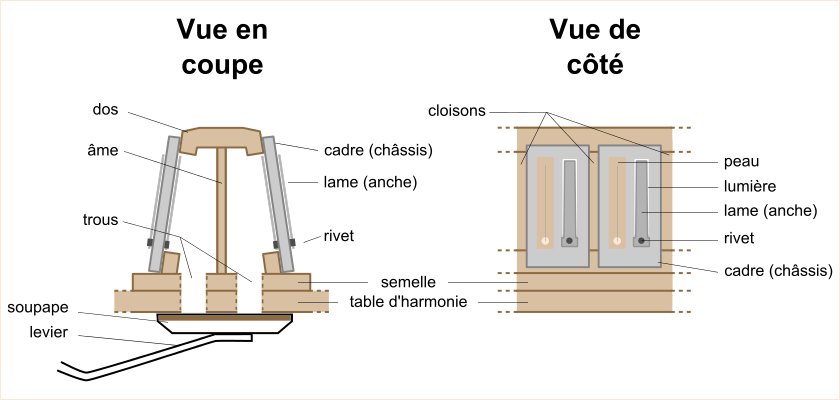 Vue en
coupe
dos
âme
trous
soupape
levier
cadre (châssis)
lame (anche)
rivet
semelle
table d'harmonie
Vue de
côté
cloisons
peau
lumière
lame (anche)
rivet
cadre (châssis)